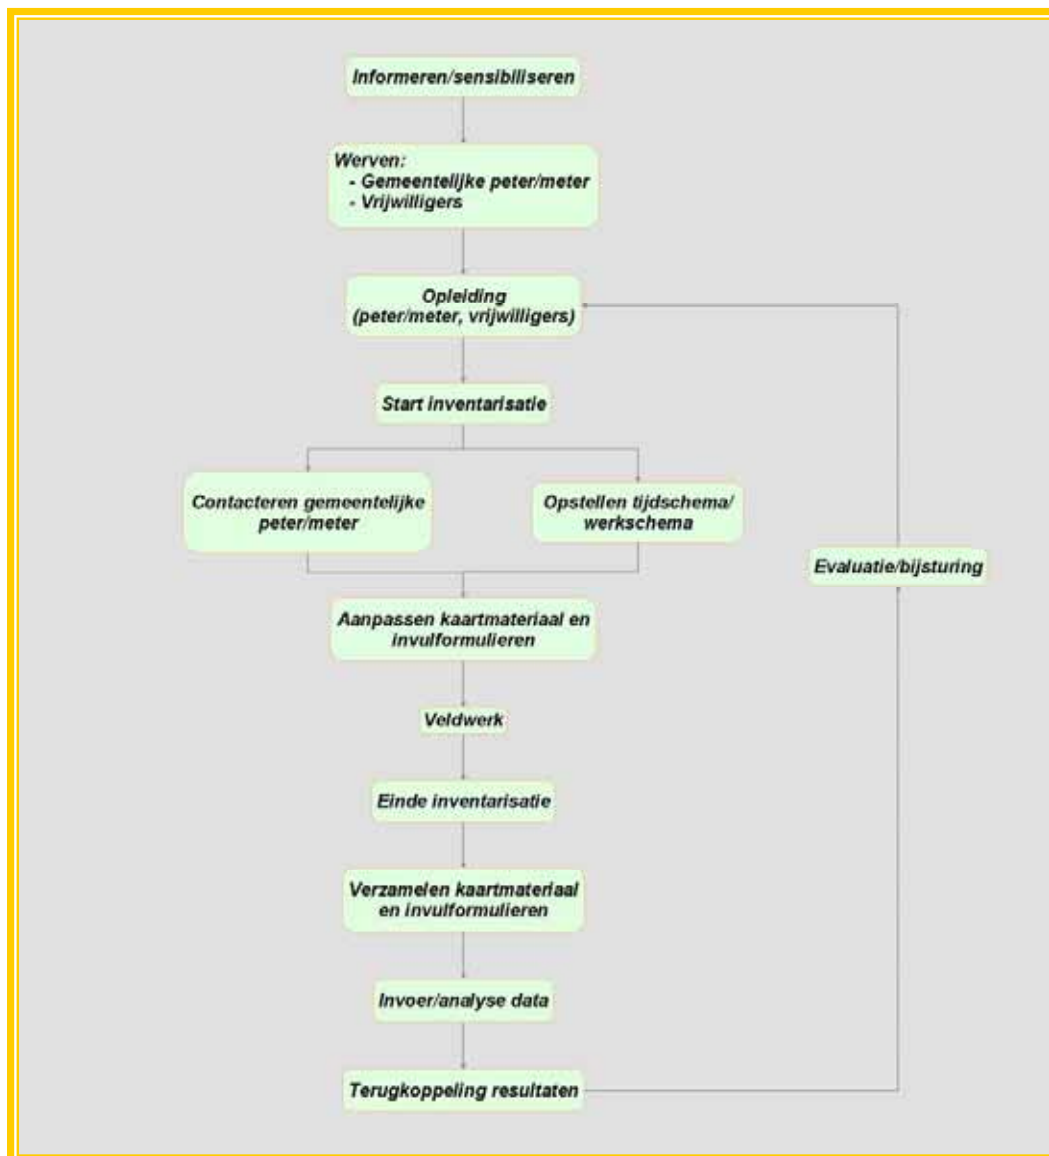 Informeren/sensibiliseren
Werven:
- Gemeentelijke peter/meter
- Vrijwilligers
Opleiding
(peter/meter, vrijwilligers)
Start inventarisatie
Contacteren gemeentelijke
peter/meter
Opstellen tijdschema/
werkschema
Evaluatie/bijsturing
Aanpassen kaartmateriaal en
invulformulieren
Veldwerk
Einde inventarisatie
Verzamelen kaartmateriaal
en invulformulieren
Invoer/analyse data
Terugkoppeling resultaten